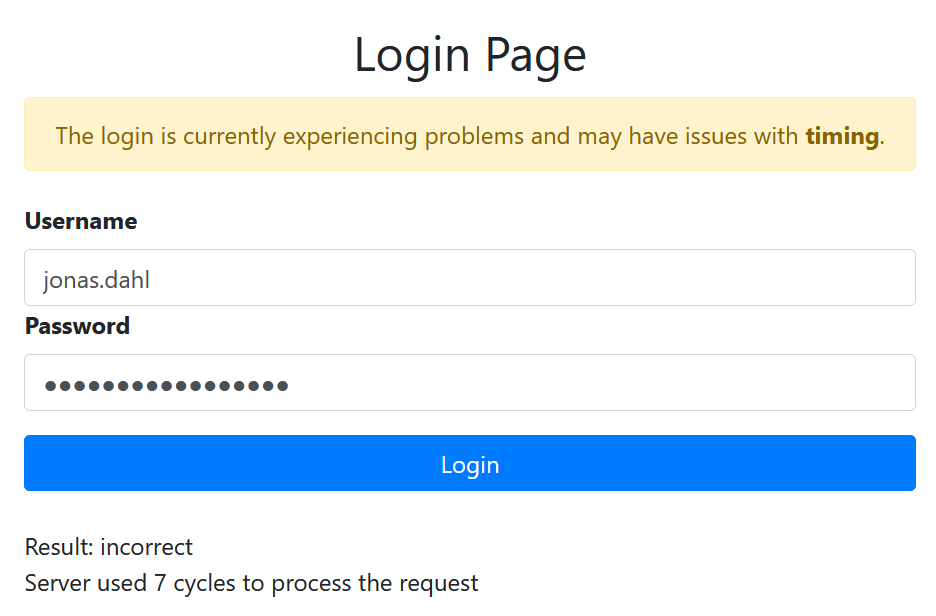 Login Page
The login is currently experiencing problems and may have issues with timing.
Username
jonas.dahl
Password
•••••••••••••••••
Login
Result: incorrect
Server used 7 cycles to process the request